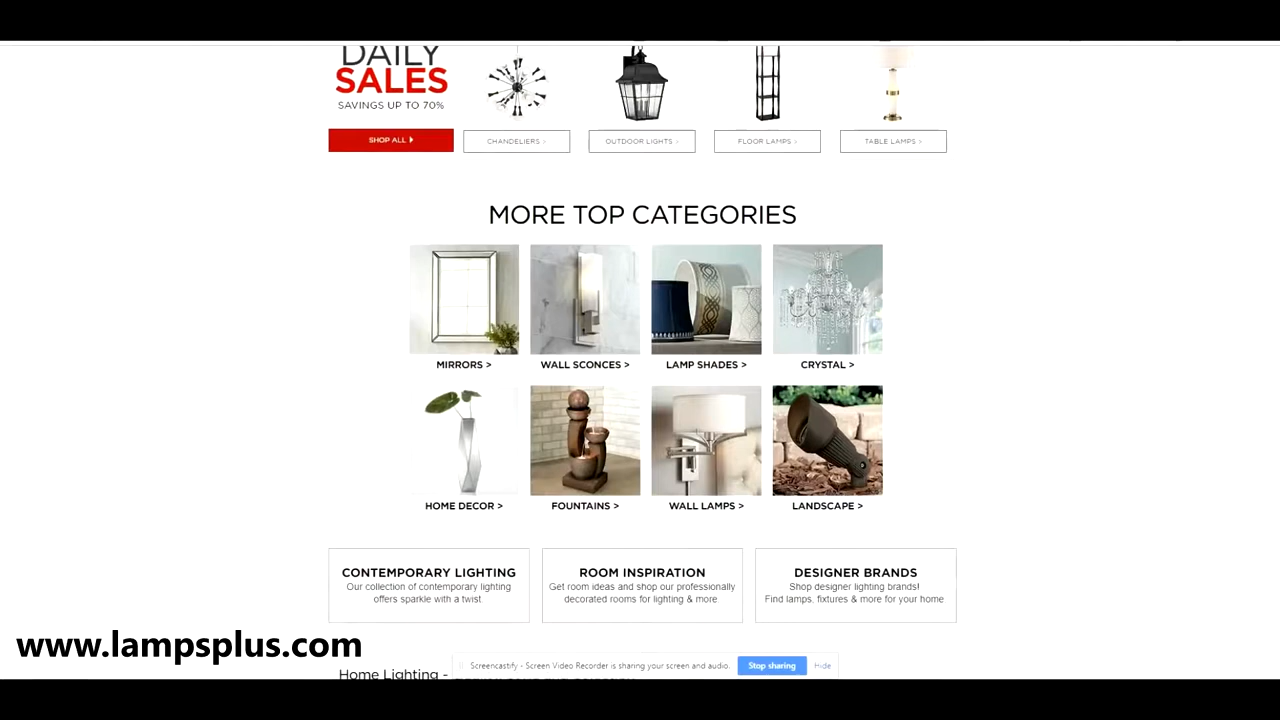 DAILY
SALES
SAVINGS UP TO 70%
SHOP ALL
CHANDELIERS >
OUTDOOR LIGHTS >
FLOOR LAMPS >
TABLE LAMPS >
MORE TOP CATEGORIES
MIRRORS >
WALL SCONCES >
LAMP SHADES >
CRYSTAL >
HOME DECOR >
FOUNTAINS >
WALL LAMPS >
LANDSCAPE >
CONTEMPORARY LIGHTING
Our collection of contemporary lighting
offers sparkle with a twist
ROOM INSPIRATION
Get room ideas and shop our professionally
decorated rooms for lighting & more
DESIGNER BRANDS
Shop designer lighting brands!
Find lamps, fixtures & more for your home
www.lampsplus.com
Screencastify - Screen Video Recorder is sharing your screen and audio.
Stop sharing
Hide
Home Lighting -